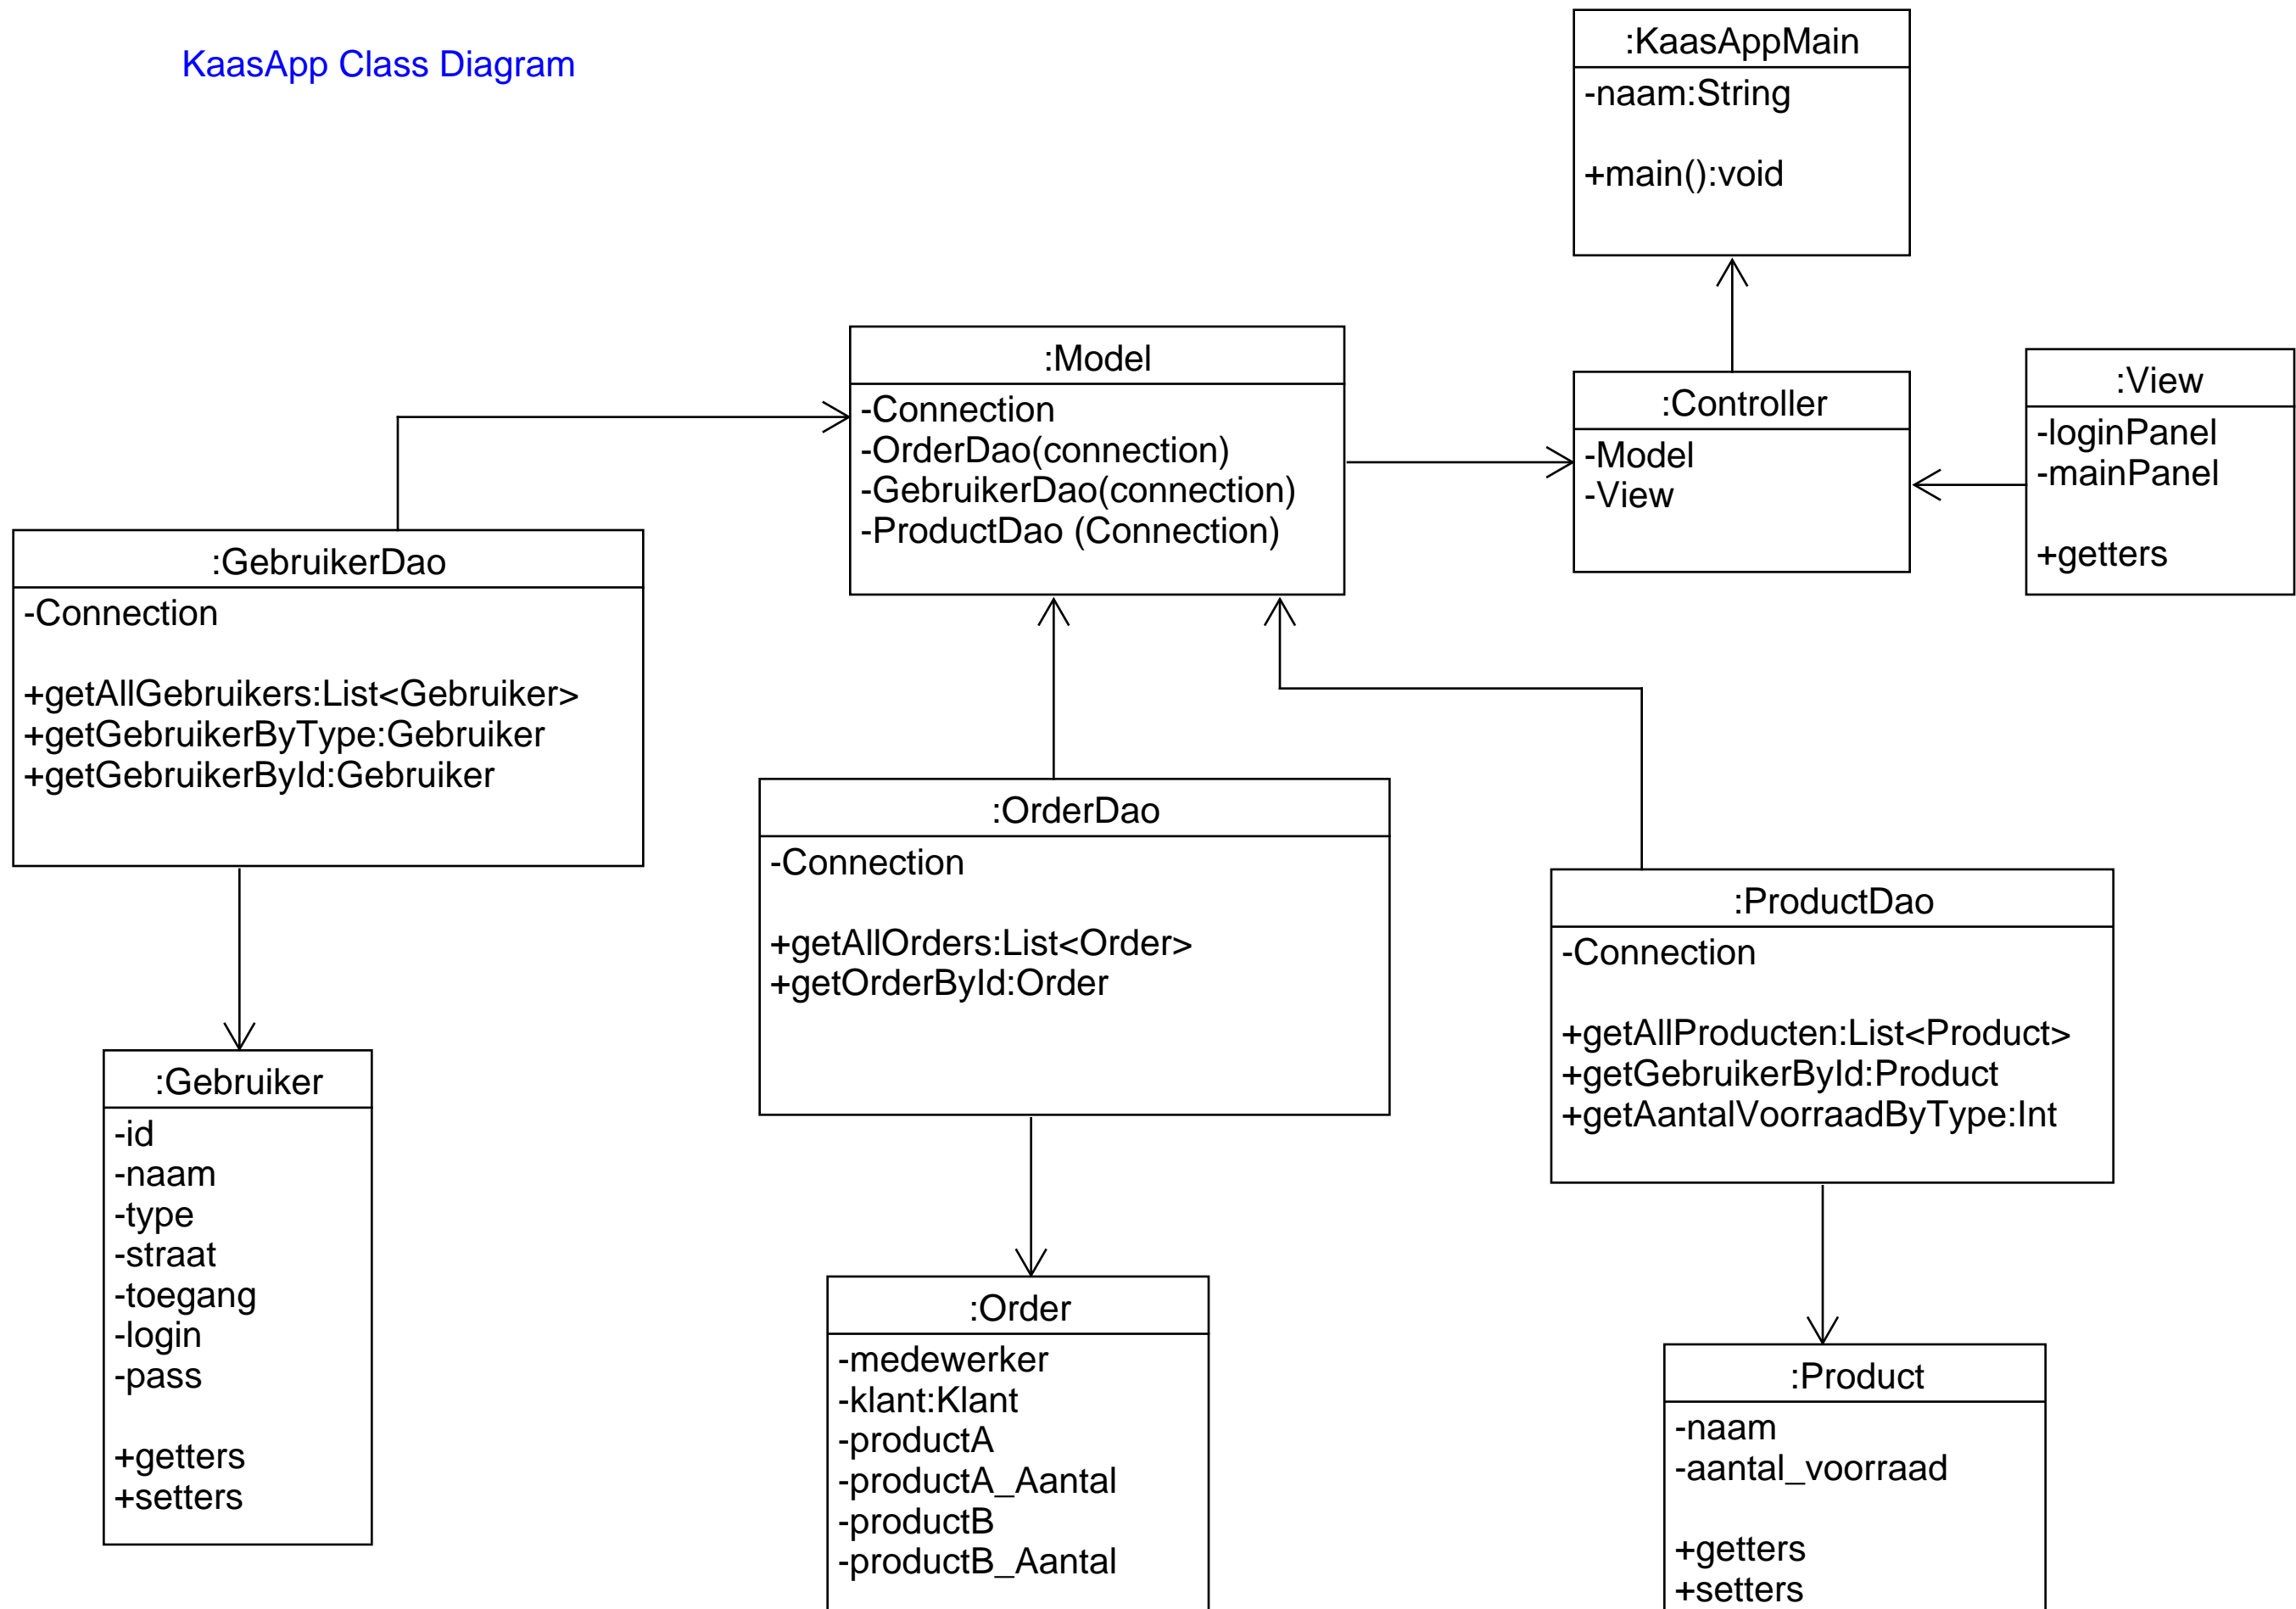 KaasApp Class Diagram
:KaasAppMain
-naam:String
+main():void
:Model
-Connection
-OrderDao(connection)
-GebruikerDao(connection)
-ProductDao (Connection)
:Controller
-Model
-View
:View
-loginPanel
-mainPanel
+getters
:GebruikerDao
-Connection
+getAllGebruikers:List<Gebruiker>
+getGebruikerByType:Gebruiker
+getGebruikerById:Gebruiker
:OrderDao
-Connection
+getAllOrders:List<Order>
+getOrderById:Order
:ProductDao
-Connection
+getAllProducten:List<Product>
+getGebruikerById:Product
+getAantalVoorraadByType:Int
:Gebruiker
-id
-naam
-type
-straat
-toegang
-login
-pass
+getters
+setters
:Order
-medewerker
-klant:Klant
-productA
-productA_Aantal
-productB
-productB_Aantal
:Product
-naam
-aantal_voorraad
+getters
+setters